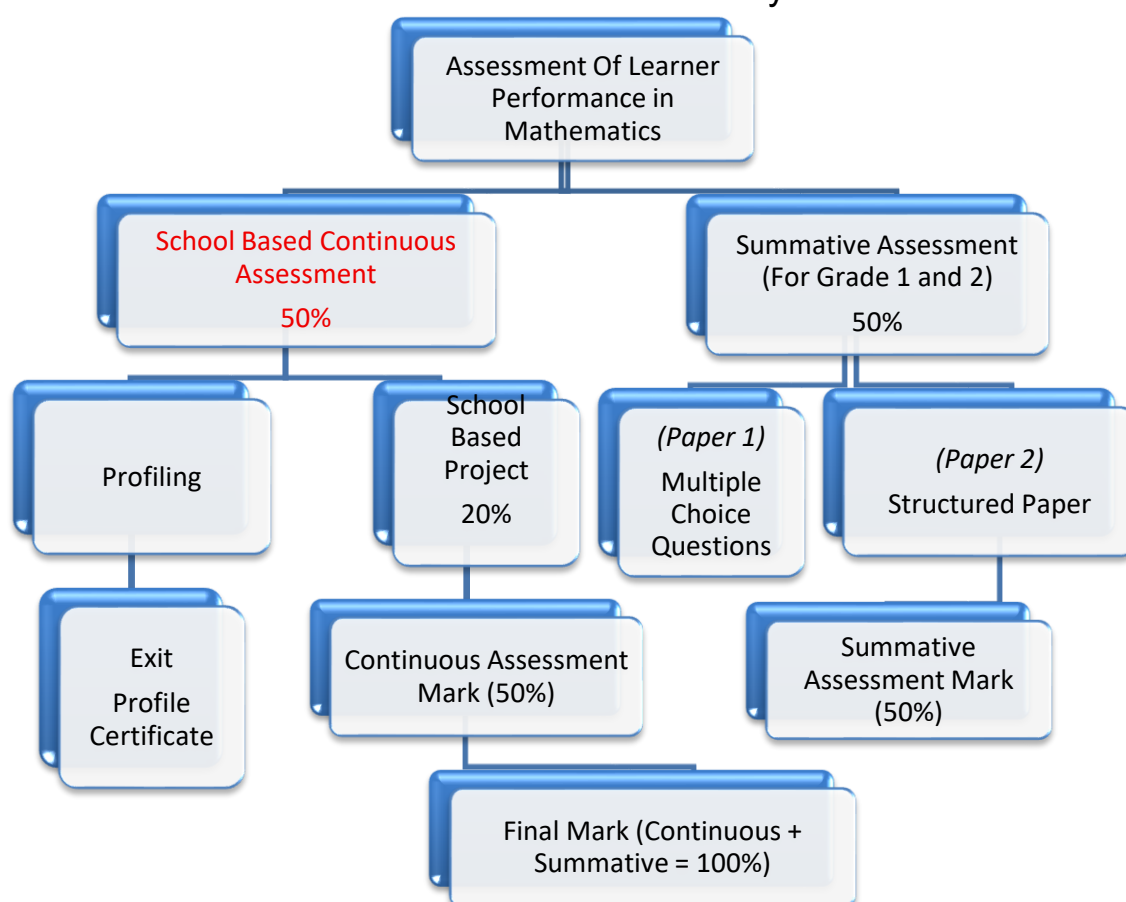 Assessment Of Learner
Performance in
Mathematics
School Based Continuous
Assessment
50%
Summative Assessment
(For Grade 1 and 2)
50%
Profiling
School
Based
Project
20%
(Paper 1)
Multiple
Choice
Questions
(Paper 2)
Structured Paper
Exit
Profile
Certificate
Continuous Assessment
Mark (50%)
Summative
Assessment Mark
(50%)
Final Mark (Continuous +
Summative = 100%)